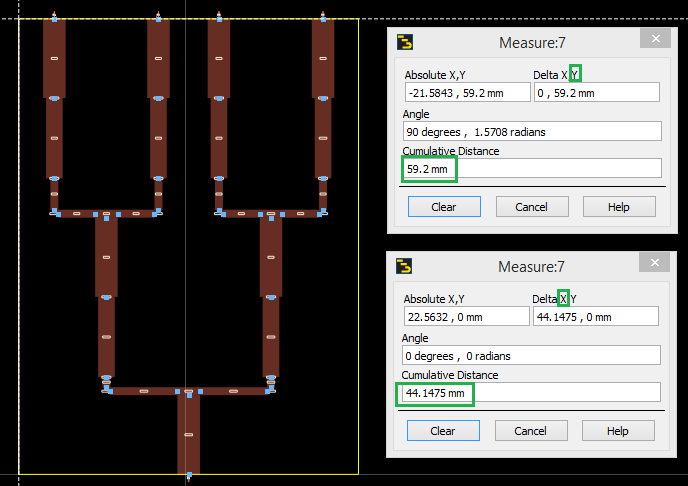 Measure:7
Absolute X,Y Delta X,Y
-21.5843 , 59.2 mm 0 , 59.2 mm
Angle
90 degrees , 1.5708 radians
Cumulative Distance
59.2 mm
Clear Cancel Help
Measure:7
Absolute X,Y Delta X,Y
22.5632 , 0 mm 44.1475 , 0 mm
Angle
0 degrees , 0 radians
Cumulative Distance
44.1475 mm
Clear Cancel Help